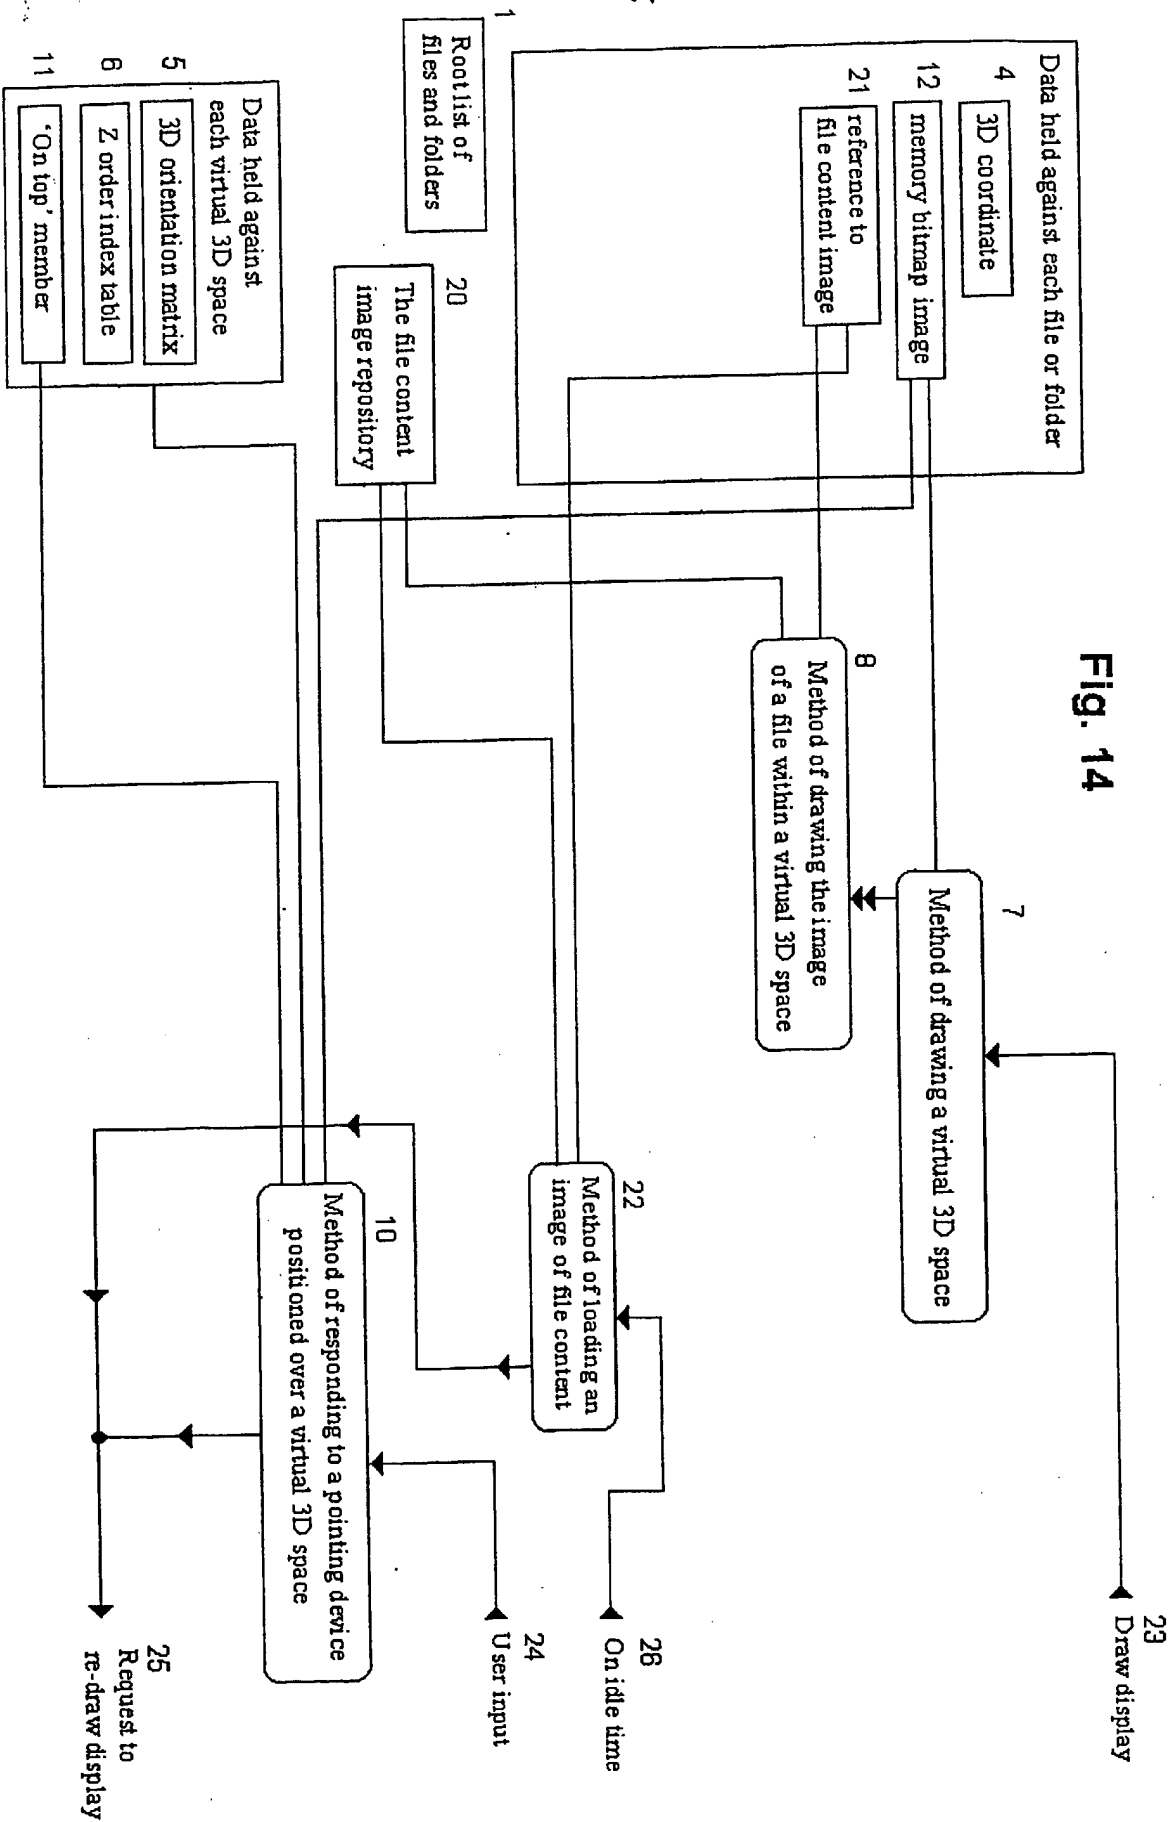 Fig. 14
Data held against each file or folder
4
3D coordinate
12
memory bitmap image
21
reference to
file content image
1
Root list of
files and folders
20
The file content
image repository
Data held against
each virtual 3D space
5
3D orientation matrix
6
Z order index table
11
'On top' member
7
Method of drawing a virtual 3D space
8
Method of drawing the image
of a file within a virtual 3D space
22
Method of loading an
image of file content
10
Method of responding to a pointing device
positioned over a virtual 3D space
23
Draw display
26
On idle time
24
User input
25
Request to
re-draw display